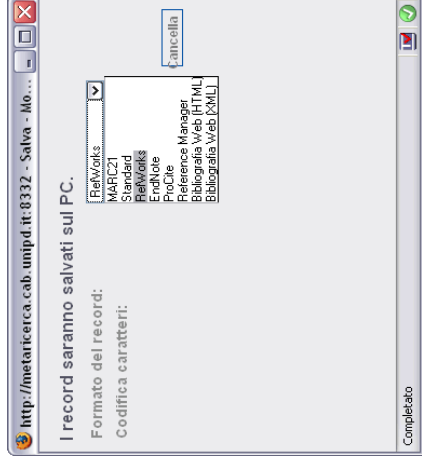 http://metaricerca.cab.unipd.it:8332 - Salva - Mo...
I record saranno salvati sul PC.
Formato del record:
RefWorks
Codifica caratteri:
MARC21
Standard
RefWorks
EndNote
ProCite
Reference Manager
Bibliografia Web (HTML)
Bibliografia Web (XML)
Cancella
Completato